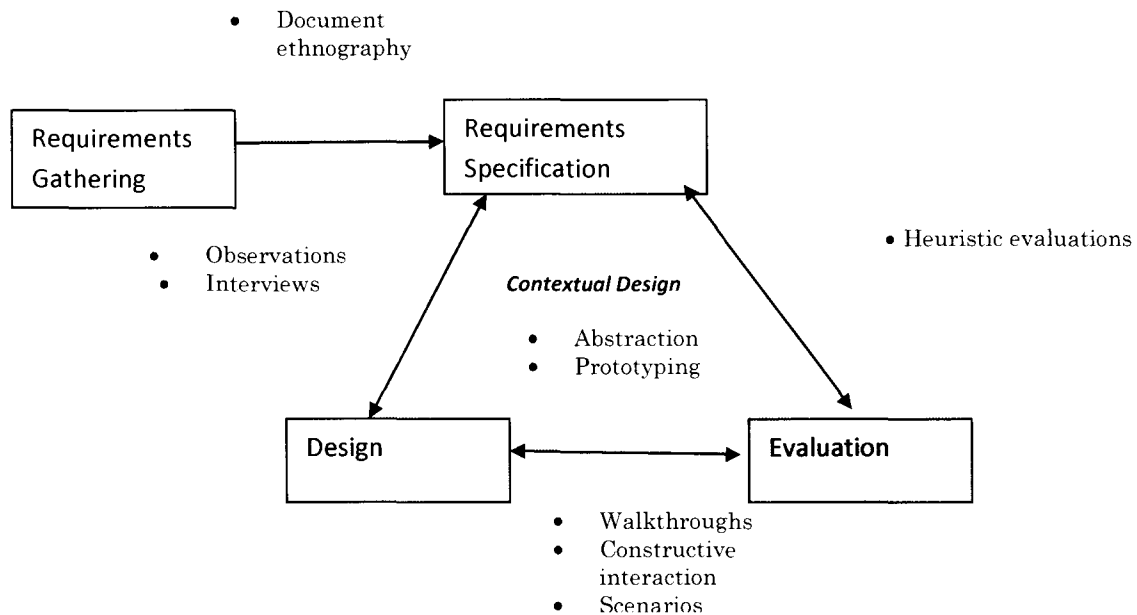 • Document
ethnography
Requirements
Gathering
Requirements
Specification
• Observations
• Interviews
• Heuristic evaluations
Contextual Design
• Abstraction
• Prototyping
Design
Evaluation
• Walkthroughs
• Constructive
interaction
• Scenarios